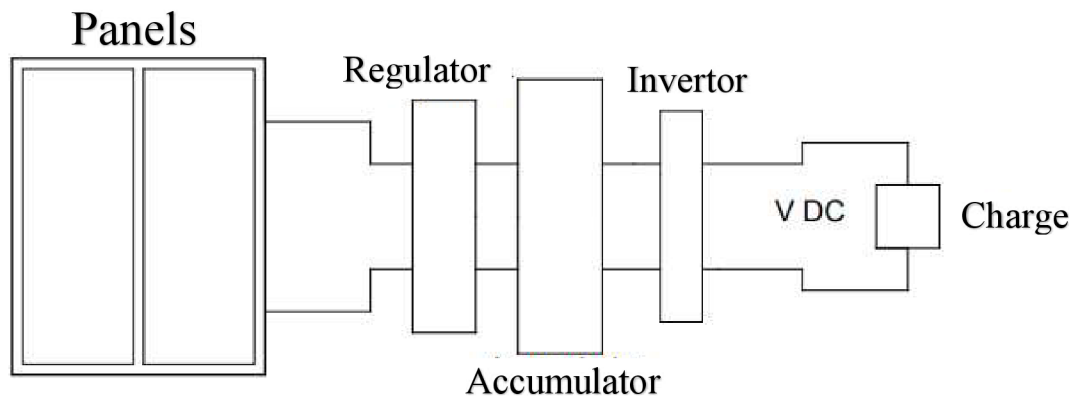 Panels
Regulator
Invertor
V DC
Charge
Accumulator